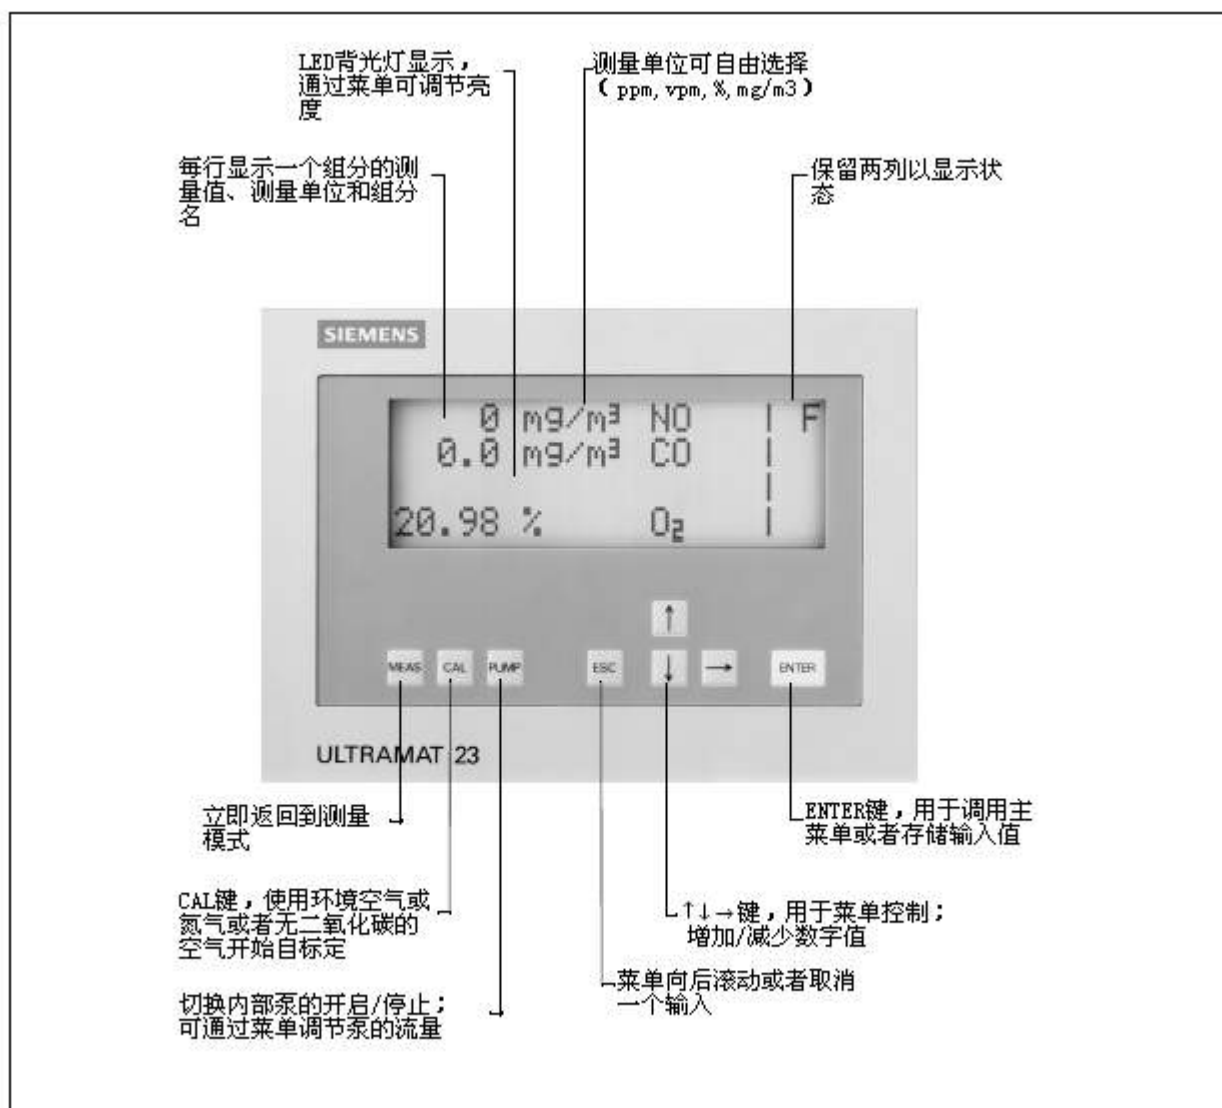 LED背光灯显示，
通过菜单可调节亮
度
测量单位可自由选择
（ppm,vpm,%,mg/m3）
每行显示一个组分的测
量值、测量单位和组分
名
保留两列以显示状
态
SIEMENS
0 mg/m³ NO | F
0.0 mg/m³ CO |
|
20.98 % O₂ |
↑
MEAS CAL PUMP ESC ↓ → ENTER
ULTRAMAT 23
立即返回到测量
模式
ENTER键，用于调用主
菜单或者存储输入值
CAL键，使用环境空气或
氮气或者无二氧化碳的
空气开始自标定
↑↓→键，用于菜单控制；
增加/减少数字值
菜单向后滚动或者取消
一个输入
切换内部泵的开启/停止；
可通过菜单调节泵的流量